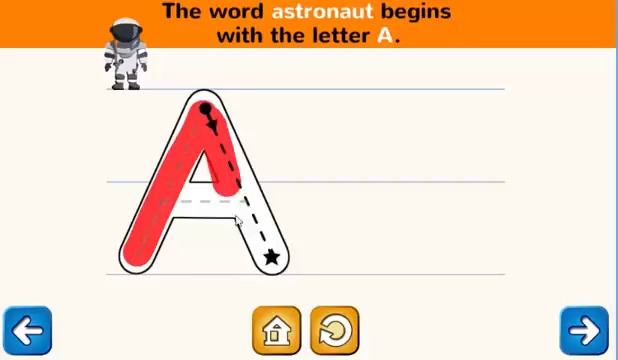 The word astronaut begins
with the letter A.
A